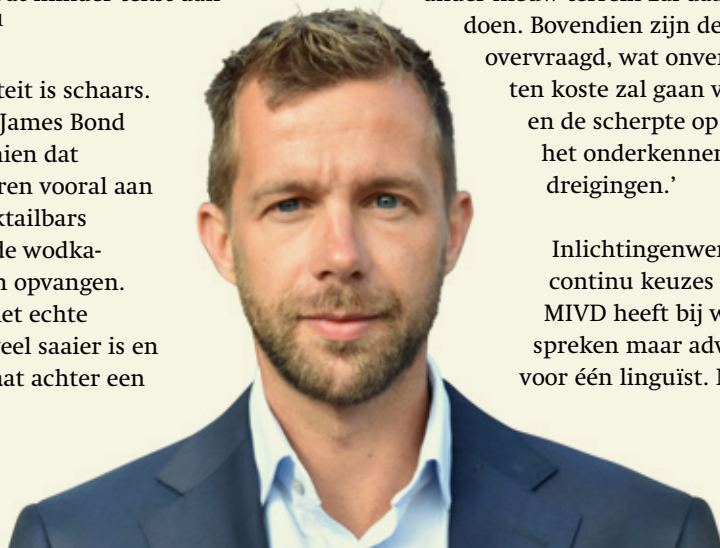 teit is schaars.
James Bond
dat
ren vooral aan
ktailbars
de wodka-
opvangen.
et echte
eel saaier is en
at achter een
doen. Bovendien zijn de
overvraagd, wat onver
ten koste zal gaan v
en de scherpte op
het onderkennen
dreigingen.’
Inlichtingenwer
continu keuzes
MIVD heeft bij w
spreken maar adv
voor één linguïst.